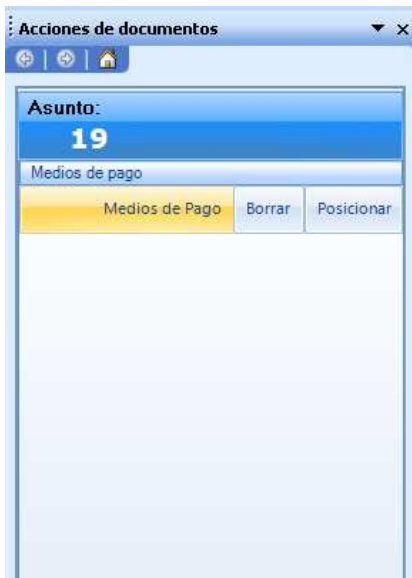 Acciones de documentos
Asunto:
19
Medios de pago
Medios de Pago Borrar Posicionar